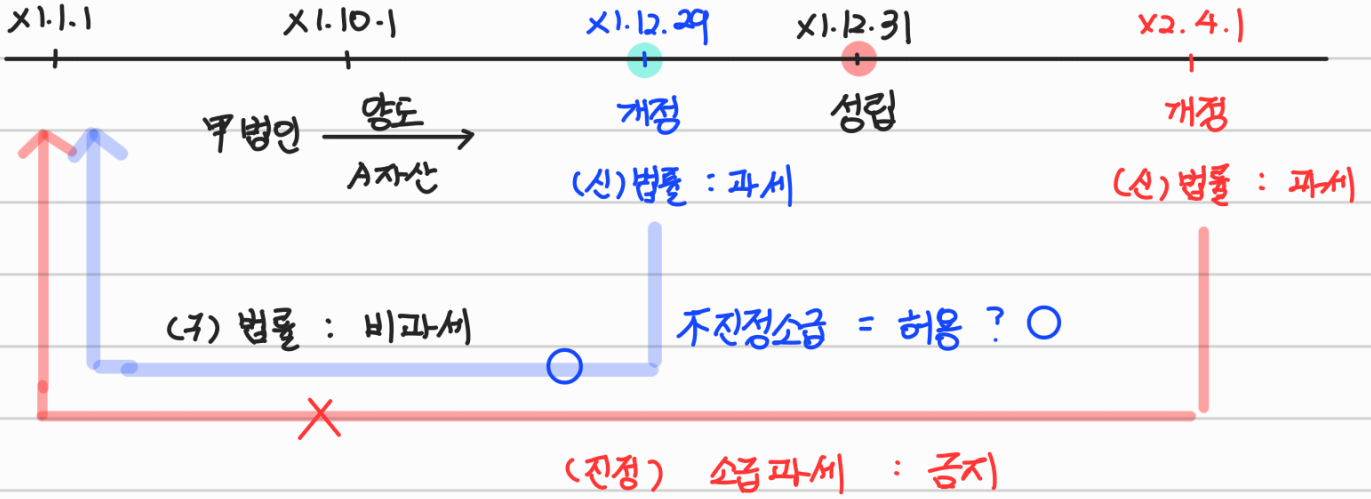 X1.1.1 X1.10.1 X1.12.29 X1.12.31 X2.4.1
甲법인 양도 개정 성립 개정
A자산 (신)법률 : 과세 (신)법률 : 과세
(구) 법률 : 비과세 不진정소급 = 허용 ? O
X
(진정) 소급과세 : 금지